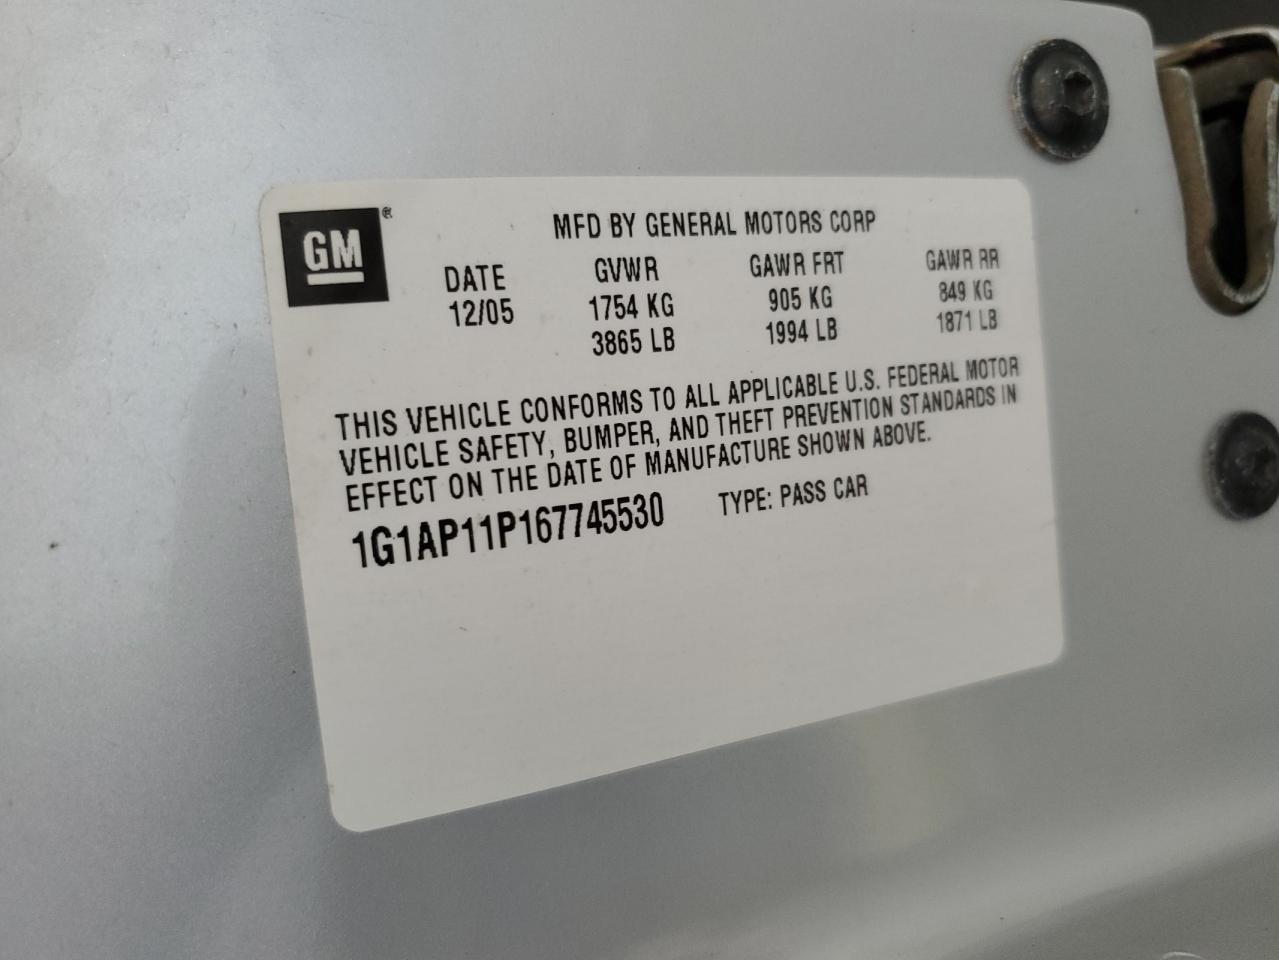 GM®
MFD BY GENERAL MOTORS CORP
DATE GVWR GAWR FRT GAWR RR
12/05 1754 KG 905 KG 849 KG
3865 LB 1994 LB 1871 LB
THIS VEHICLE CONFORMS TO ALL APPLICABLE U.S. FEDERAL MOTOR
VEHICLE SAFETY, BUMPER, AND THEFT PREVENTION STANDARDS IN
EFFECT ON THE DATE OF MANUFACTURE SHOWN ABOVE.
1G1AP11P167745530 TYPE: PASS CAR